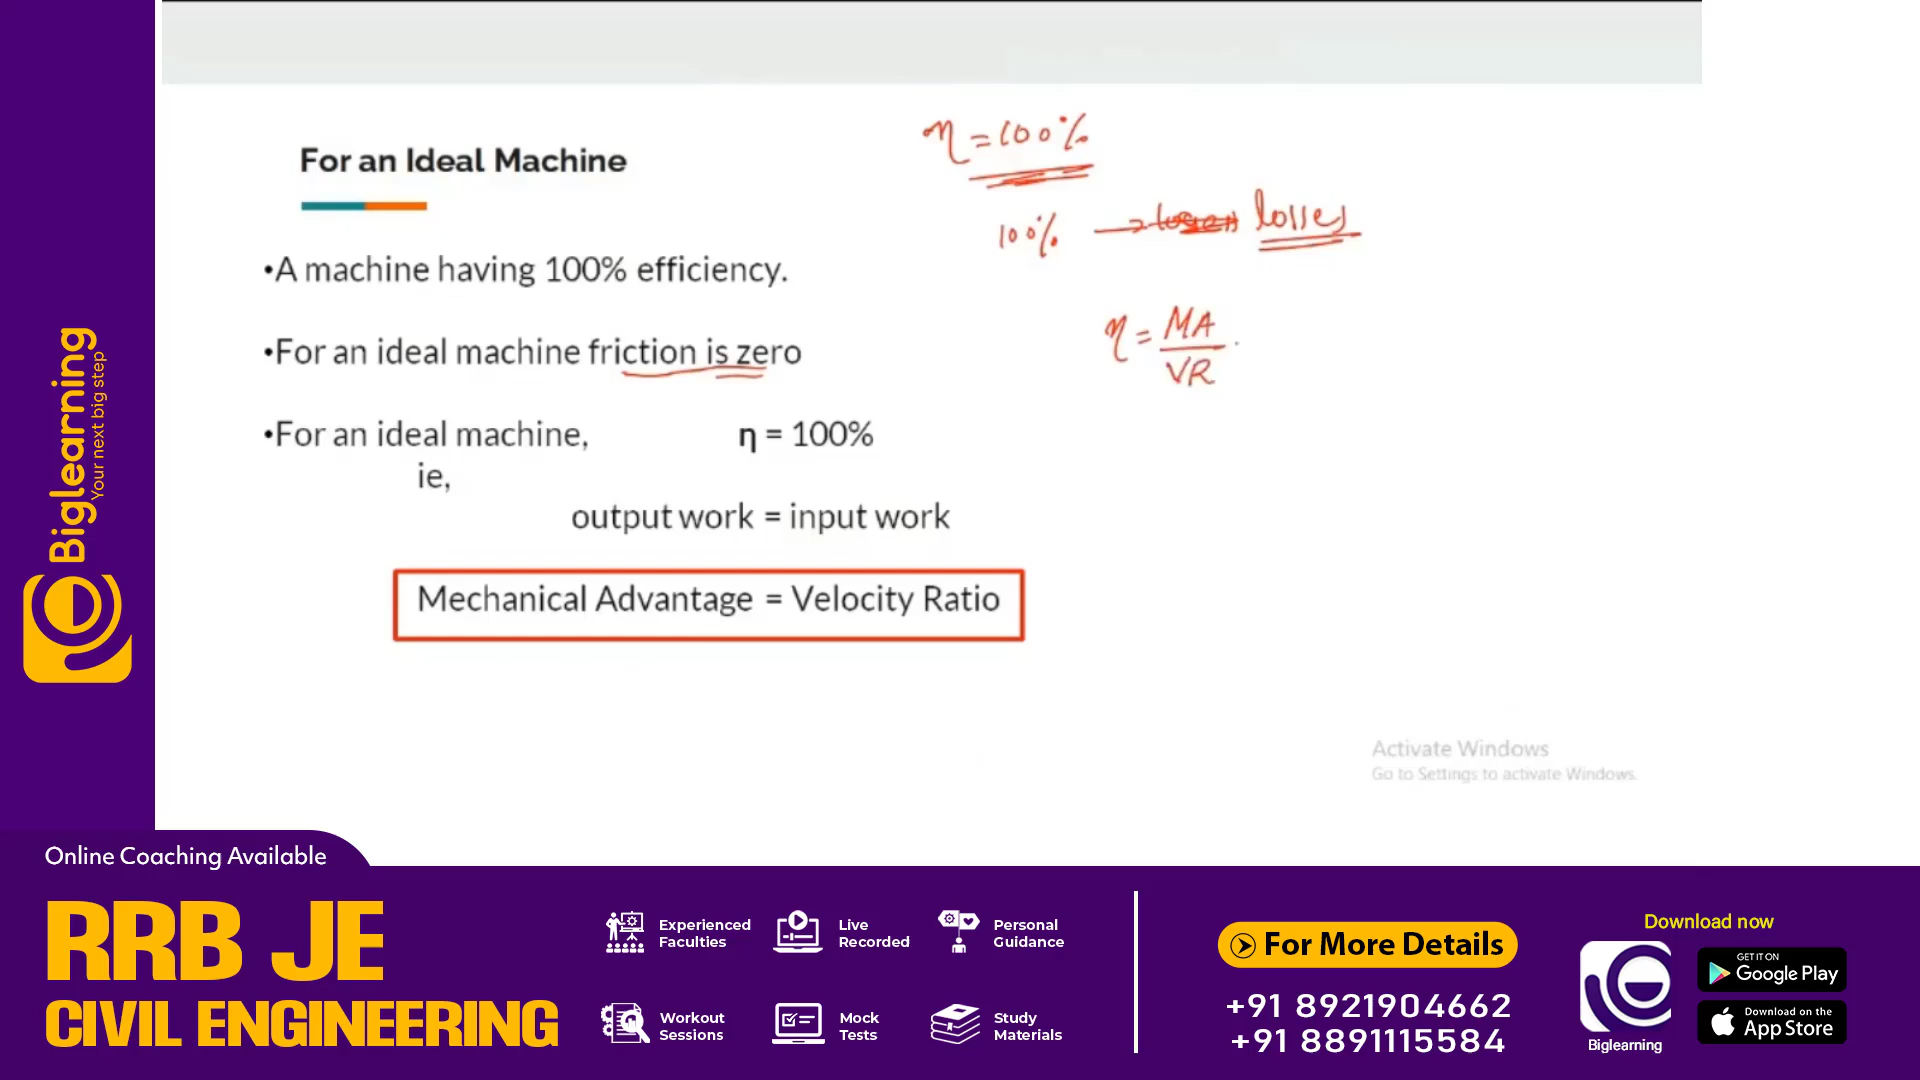 Biglearning
Your next big step
For an Ideal Machine
•A machine having 100% efficiency.
•For an ideal machine friction is zero
•For an ideal machine, η = 100%
ie,
output work = input work
Mechanical Advantage = Velocity Ratio
η = 100%
100% → losses
η = MA
VR
Activate Windows
Go to Settings to activate Windows.
Online Coaching Available
RRB JE
CIVIL ENGINEERING
Experienced
Faculties
Live
Recorded
Personal
Guidance
Workout
Sessions
Mock
Tests
Study
Materials
For More Details
+91 8921904662
+91 8891115584
Download now
Biglearning
GET IT ON
Google Play
Download on the
App Store